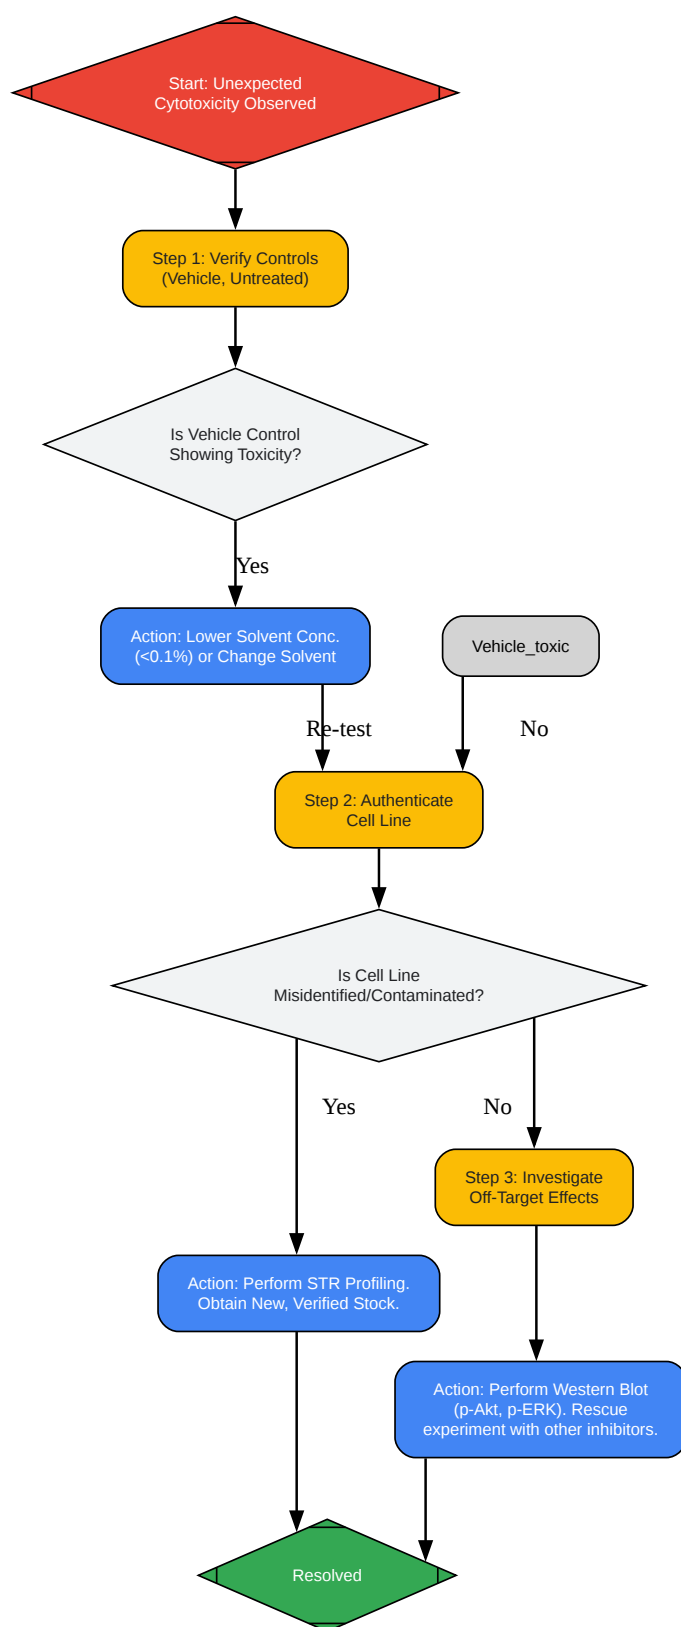 Start: Unexpected
Cytotoxicity Observed
Step 1: Verify Controls
(Vehicle, Untreated)
Is Vehicle Control
Showing Toxicity?
Yes
Action: Lower Solvent Conc.
(<0.1%) or Change Solvent
Vehicle_toxic
Re-test
No
Step 2: Authenticate
Cell Line
Is Cell Line
Misidentified/Contaminated?
Yes
No
Step 3: Investigate
Off-Target Effects
Action: Perform STR Profiling.
Obtain New, Verified Stock.
Action: Perform Western Blot
(p-Akt, p-ERK). Rescue
experiment with other inhibitors.
Resolved